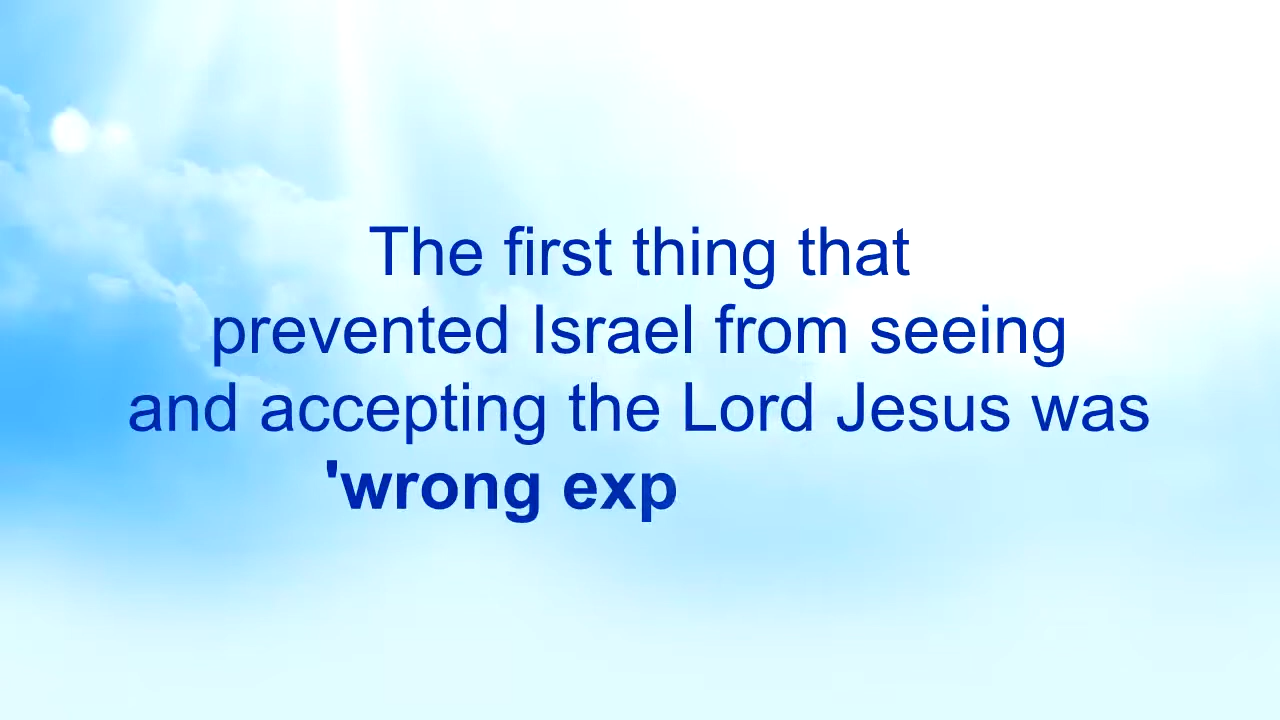 The first thing that
prevented Israel from seeing
and accepting the Lord Jesus was
'wrong exp